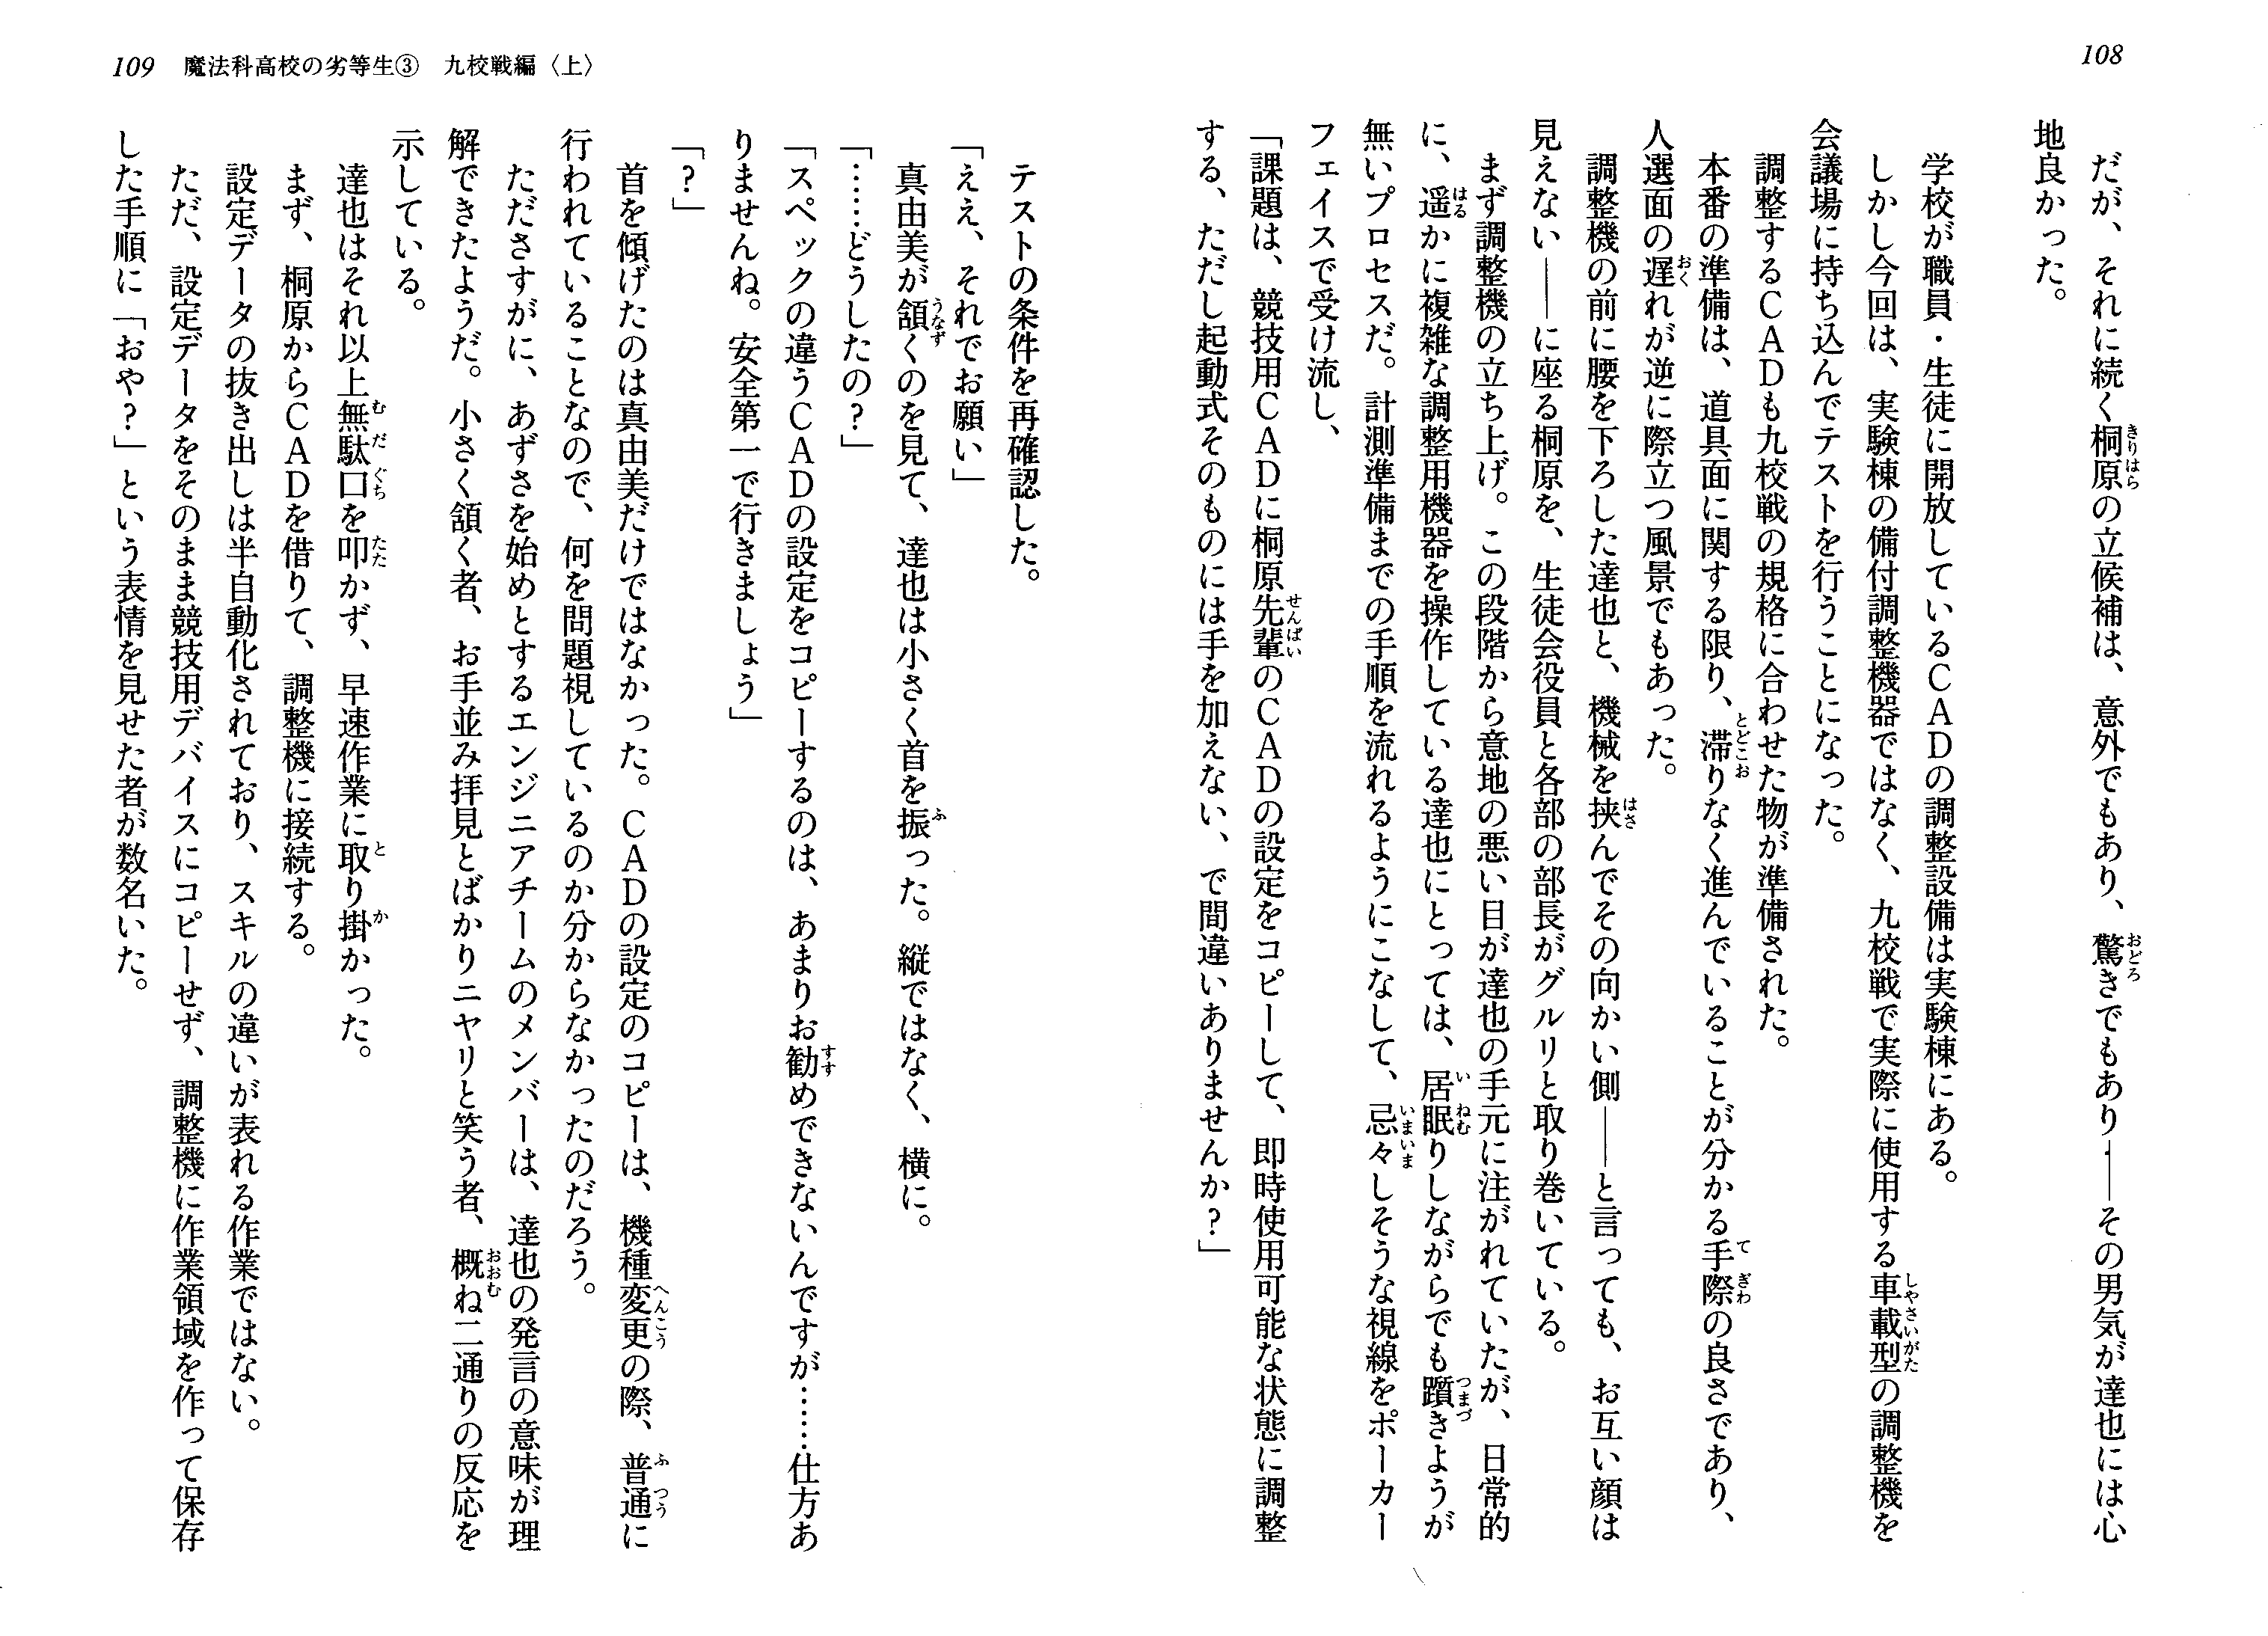 108
だが、それに続く桐原の立候補は、意外でもあり、驚きでもあり――その男気が達也には心
地良かった。
学校が職員・生徒に開放しているＣＡＤの調整設備は実験棟にある。
しかし今回は、実験棟の備付調整機器ではなく、九校戦で実際に使用する車載型の調整機を
会議場に持ち込んでテストを行うことになった。
調整するＣＡＤも九校戦の規格に合わせた物が準備された。
本番の準備は、道具面に関する限り、滞りなく進んでいることが分かる手際の良さであり、
人選面の遅れが逆に際立つ風景でもあった。
調整機の前に腰を下ろした達也と、機械を挟んでその向かい側――と言っても、お互い顔は
見えない――に座る桐原を、生徒会役員と各部の部長がグルリと取り巻いている。
まず調整機の立ち上げ。この段階から意地の悪い目が達也の手元に注がれていたが、日常的
に、遥かに複雑な調整用機器を操作している達也にとっては、居眠りしながらでも躓きようが
無いプロセスだ。計測準備までの手順を流れるようにこなして、忌々しそうな視線をポーカー
フェイスで受け流し、
「課題は、競技用ＣＡＤに桐原先輩のＣＡＤの設定をコピーして、即時使用可能な状態に調整
する、ただし起動式そのものには手を加えない、で間違いありませんか？」
109 魔法科高校の劣等生③ 九校戦編〈上〉
テストの条件を再確認した。
「ええ、それでお願い」
真由美が頷くのを見て、達也は小さく首を振った。縦ではなく、横に。
「……どうしたの？」
「スペックの違うＣＡＤの設定をコピーするのは、あまりお勧めできないんですが……仕方あ
りませんね。安全第一で行きましょう」
「？」
首を傾げたのは真由美だけではなかった。ＣＡＤの設定のコピーは、機種変更の際、普通に
行われていることなので、何を問題視しているのか分からなかったのだろう。
たださすがに、あずさを始めとするエンジニアチームのメンバーは、達也の発言の意味が理
解できたようだ。小さく頷く者、お手並み拝見とばかりニヤリと笑う者、概ね二通りの反応を
示している。
達也はそれ以上無駄口を叩かず、早速作業に取り掛かった。
まず、桐原からＣＡＤを借りて、調整機に接続する。
設定データの抜き出しは半自動化されており、スキルの違いが表れる作業ではない。
ただ、設定データをそのまま競技用デバイスにコピーせず、調整機に作業領域を作って保存
した手順に「おや？」という表情を見せた者が数名いた。